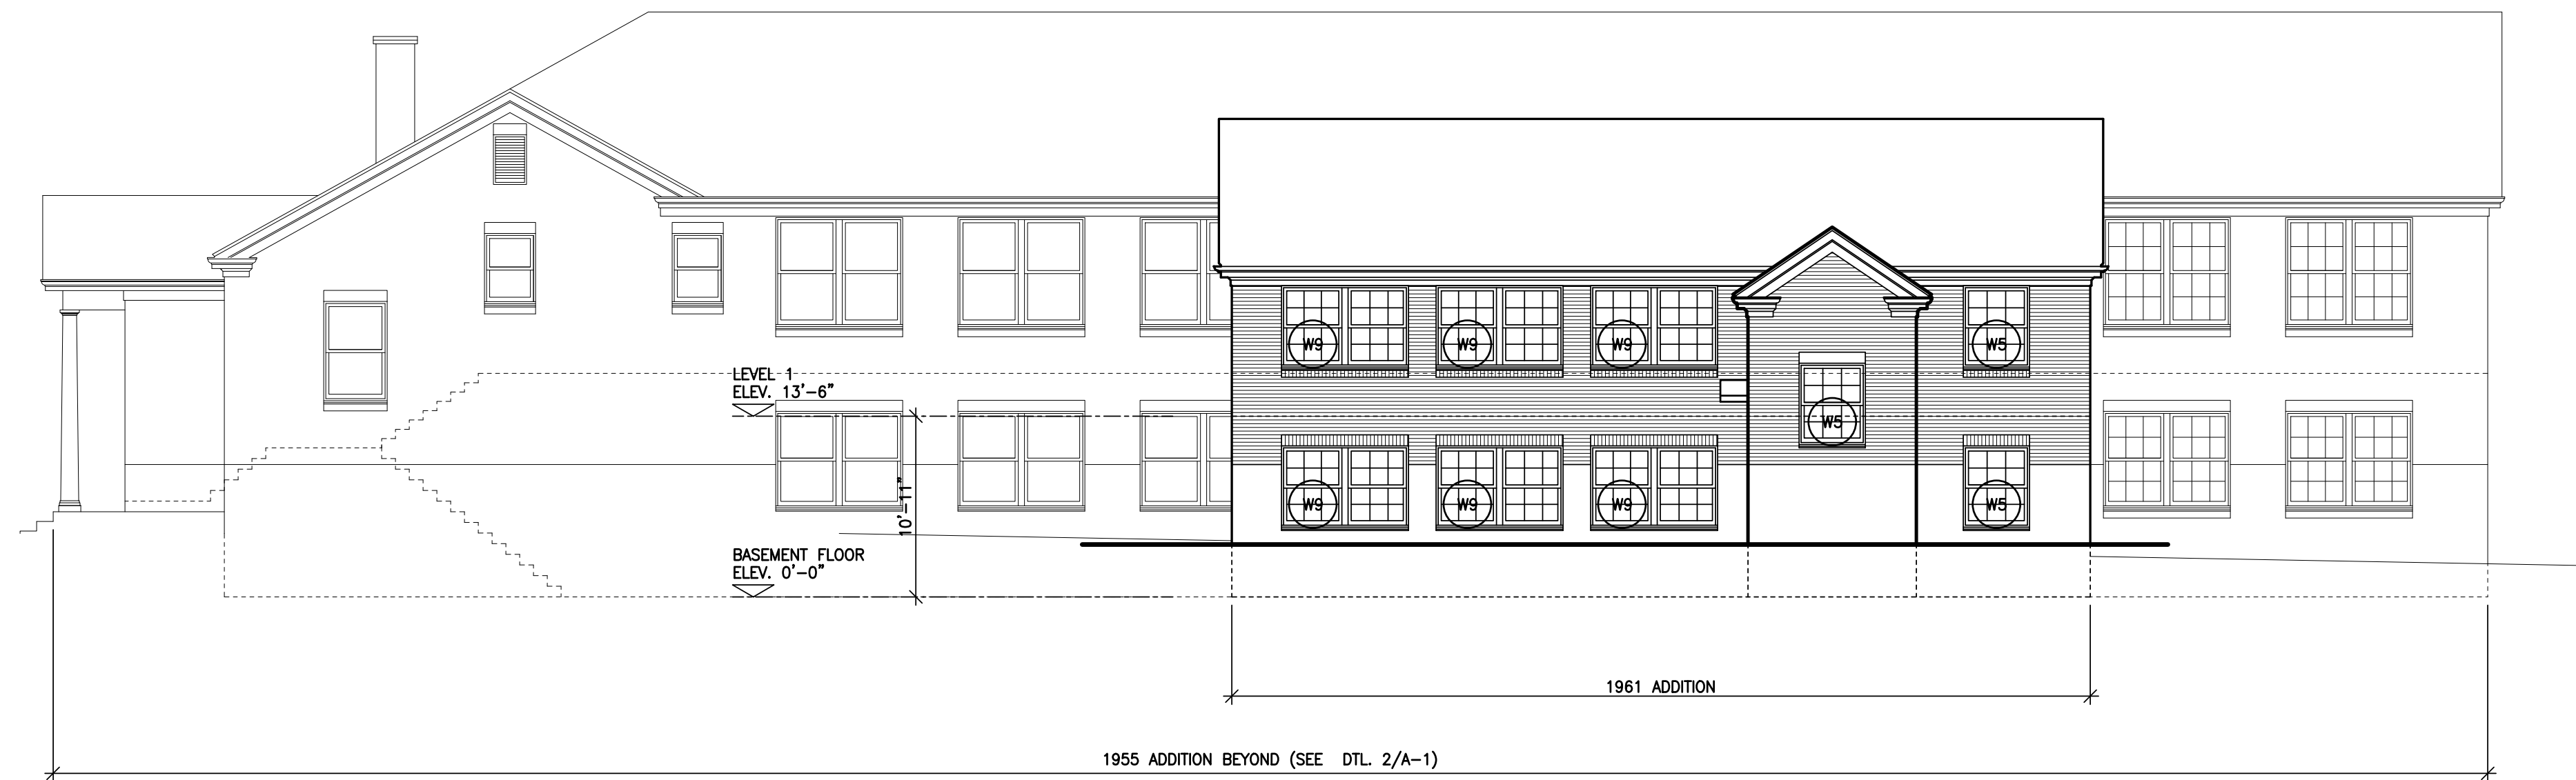 W9
W9
W9
W5
LEVEL 1
ELEV. 13'-6"
W5
10'-11"
W9
W9
W9
W5
BASEMENT FLOOR
ELEV. 0'-0"
1961 ADDITION
1955 ADDITION BEYOND (SEE DTL. 2/A-1)